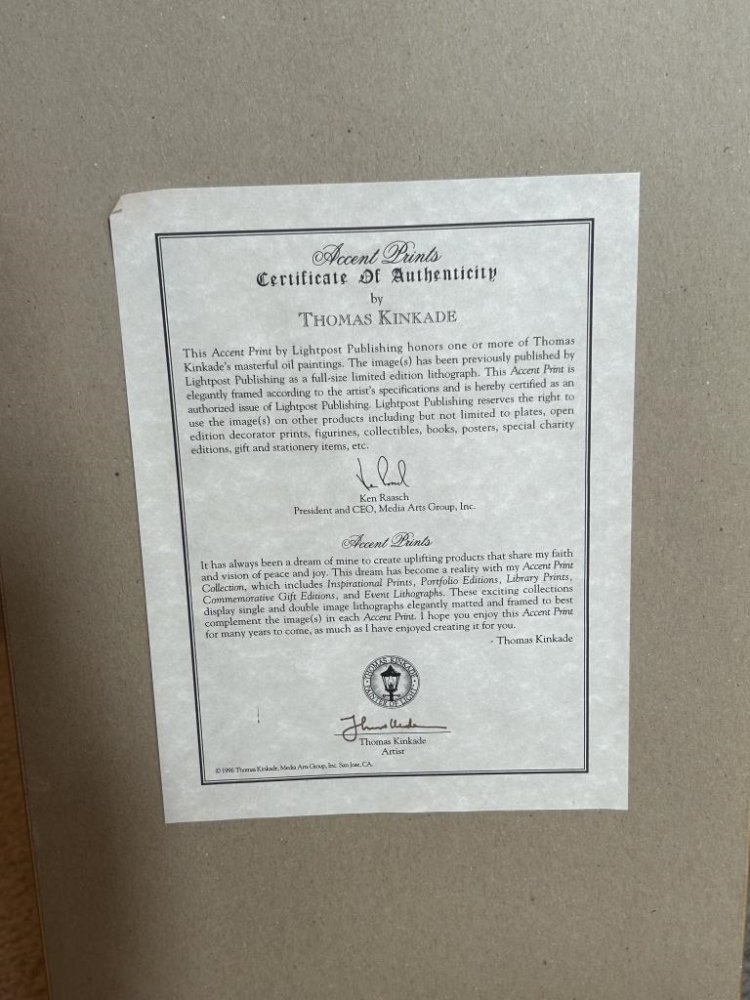 Accent Prints
Certificate Of Authenticity
by
THOMAS KINKADE
This Accent Print by Lightpost Publishing honors one or more of Thomas
Kinkade's masterful oil paintings. The image(s) has been previously published by
Lightpost Publishing as a full-size limited edition lithograph. This Accent Print is
elegantly framed according to the artist's specifications and is hereby certified as an
authorized issue of Lightpost Publishing. Lightpost Publishing reserves the right to
use the image(s) on other products including but not limited to plates, open
edition decorator prints, figurines, collectibles, books, posters, special charity
editions, gift and stationery items, etc.
Ken Raasch
President and CEO, Media Arts Group, Inc.
Accent Prints
It has always been a dream of mine to create uplifting products that share my faith
and vision of peace and joy. This dream has become a reality with my Accent Print
Collection, which includes Inspirational Prints, Portfolio Editions, Library Prints,
Commemorative Gift Editions, and Event Lithographs. These exciting collections
display single and double image lithographs elegantly matted and framed to best
complement the image(s) in each Accent Print. I hope you enjoy this Accent Print
for many years to come, as much as I have enjoyed creating it for you.
- Thomas Kinkade
THOMAS KINKADE
PAINTER OF LIGHT
Thomas Kinkade
Artist
© 1996 Thomas Kinkade, Media Arts Group, Inc. San Jose, CA.